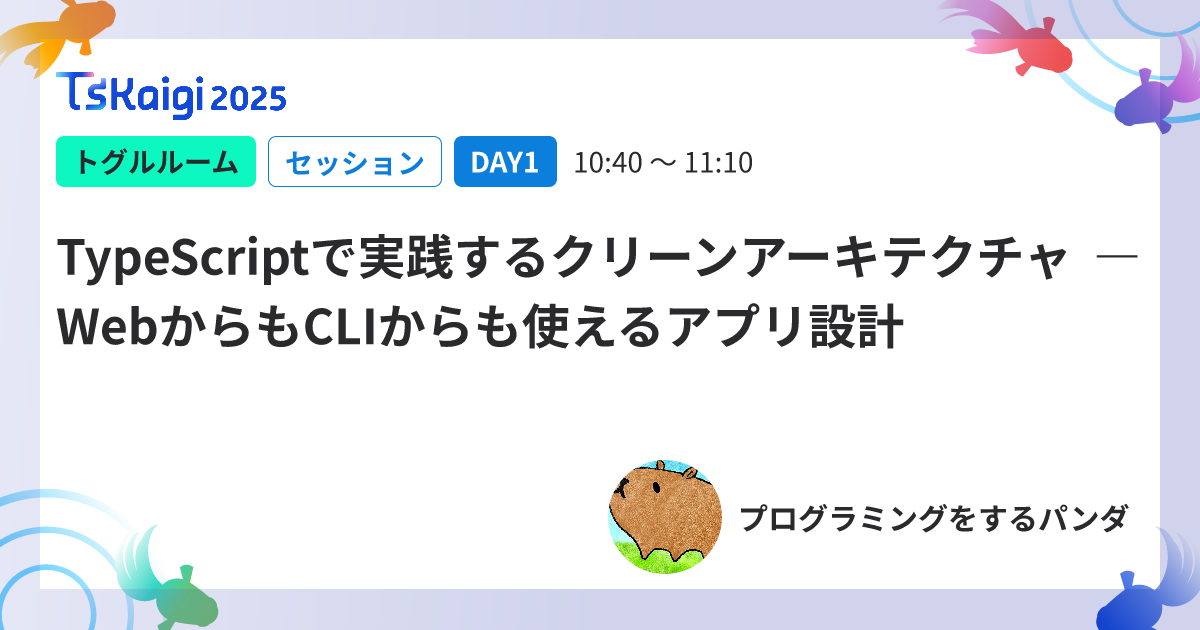 TSKaigi 2025
トグルルーム セッション DAY1 10:40 〜 11:10
TypeScriptで実践するクリーンアーキテクチャ ―
WebからもCLIからも使えるアプリ設計
プログラミングをするパンダ